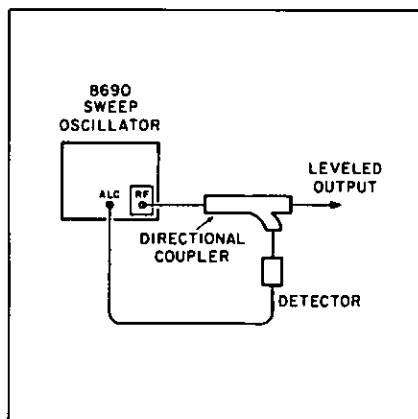 8690
SWEEP
OSCILLATOR
ALC
RF
LEVELED
OUTPUT
DIRECTIONAL
COUPLER
DETECTOR